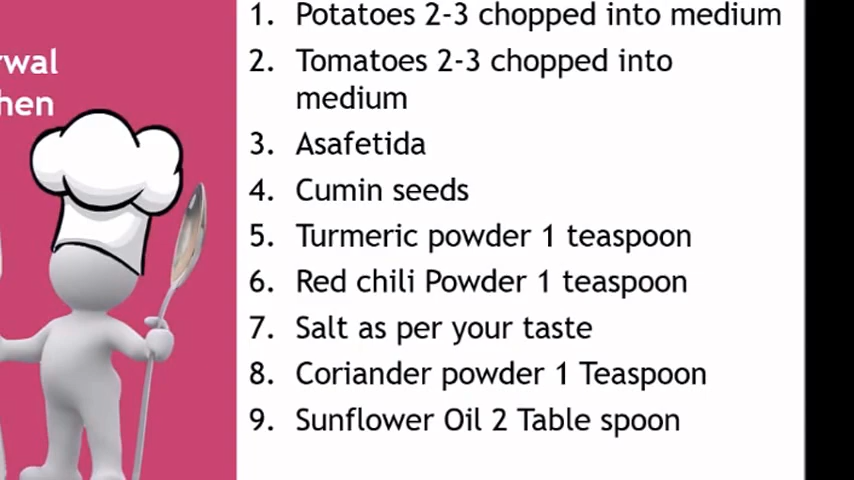 rwal
hen
1. Potatoes 2-3 chopped into medium
2. Tomatoes 2-3 chopped into
medium
3. Asafetida
4. Cumin seeds
5. Turmeric powder 1 teaspoon
6. Red chili Powder 1 teaspoon
7. Salt as per your taste
8. Coriander powder 1 Teaspoon
9. Sunflower Oil 2 Table spoon